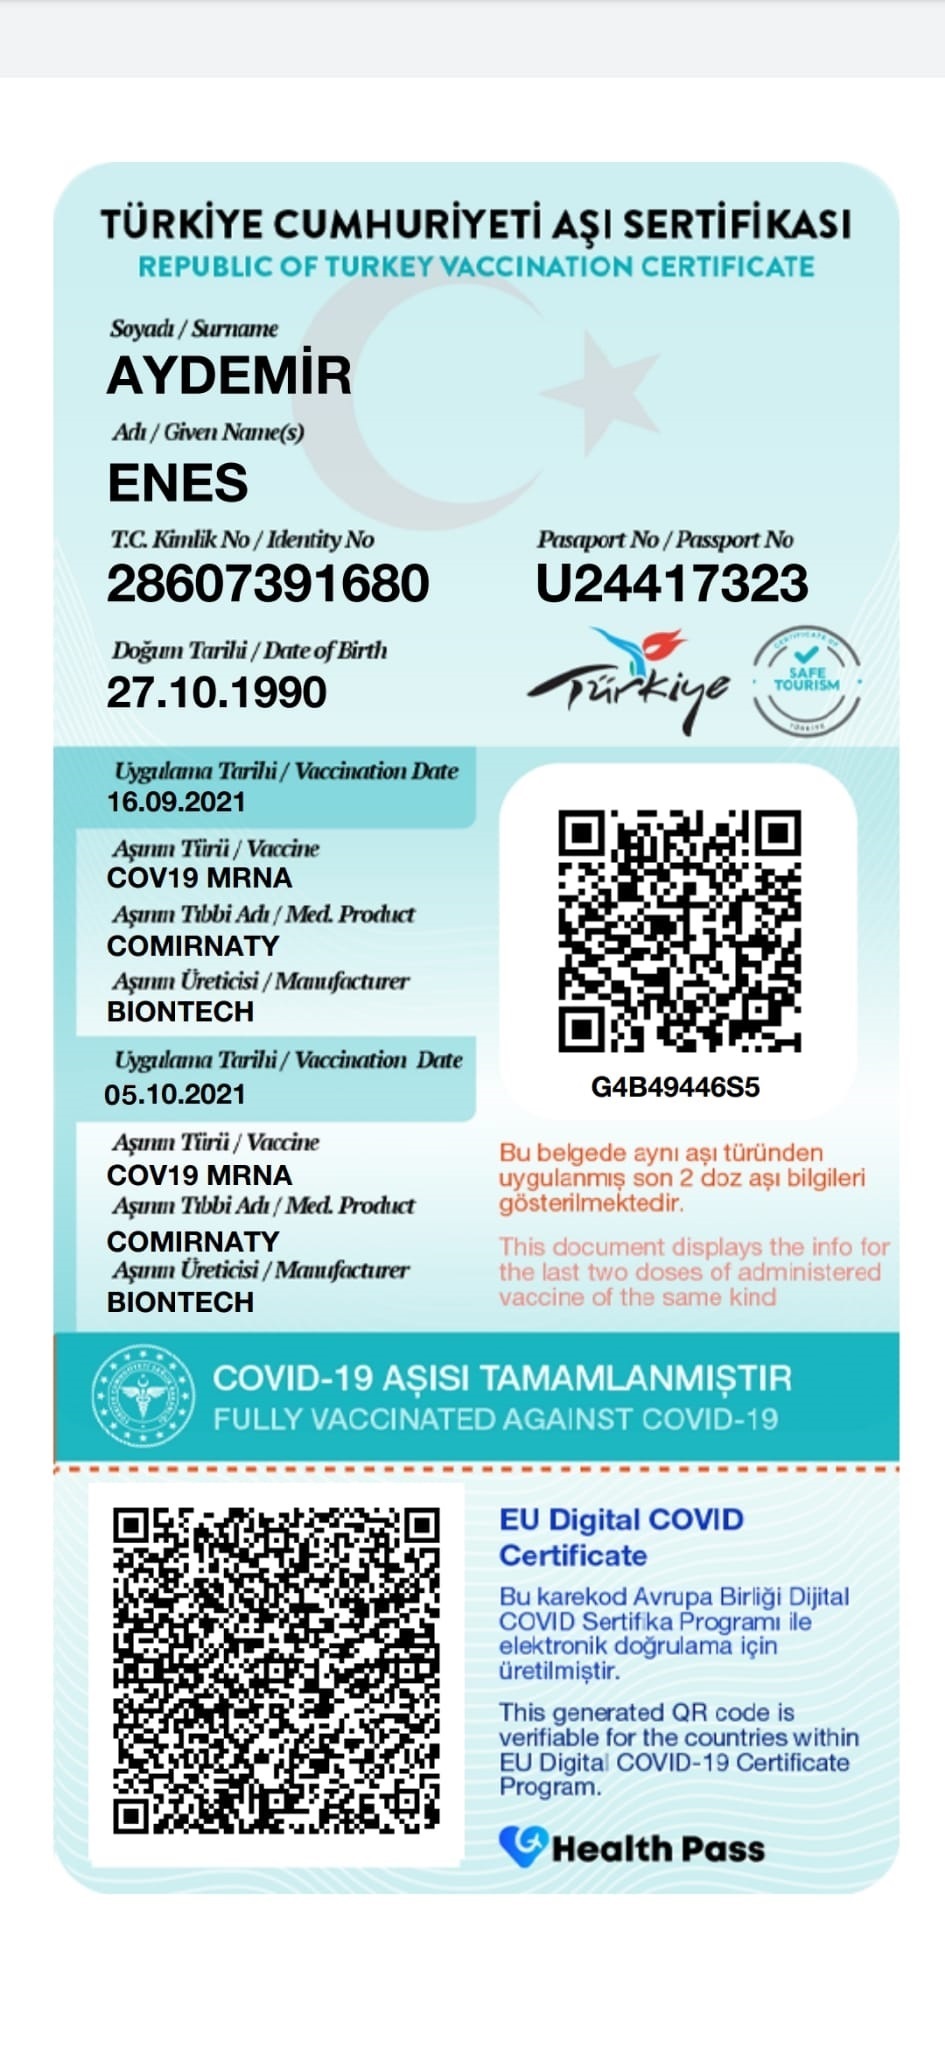 TÜRKİYE CUMHURİYETİ AŞI SERTİFİKASI
REPUBLIC OF TURKEY VACCINATION CERTIFICATE
Soyadı / Surname
AYDEMİR
Adı / Given Name(s)
ENES
T.C. Kimlik No / Identity No
28607391680
Pasaport No / Passport No
U24417323
Doğum Tarihi / Date of Birth
27.10.1990
Türkiye
CERTIFICATE OF
SAFE
TOURISM
TÜRKİYE
Uygulama Tarihi / Vaccination Date
16.09.2021
Aşının Türü / Vaccine
COV19 MRNA
Aşının Tıbbi Adı / Med. Product
COMIRNATY
Aşının Üreticisi / Manufacturer
BIONTECH
G4B49446S5
Uygulama Tarihi / Vaccination Date
05.10.2021
Aşının Türü / Vaccine
COV19 MRNA
Aşının Tıbbi Adı / Med. Product
COMIRNATY
Aşının Üreticisi / Manufacturer
BIONTECH
Bu belgede aynı aşı türünden
uygulanmış son 2 doz aşı bilgileri
gösterilmektedir.
This document displays the info for
the last two doses of administered
vaccine of the same kind
COVID-19 AŞISI TAMAMLANMIŞTIR
FULLY VACCINATED AGAINST COVID-19
EU Digital COVID
Certificate
Bu karekod Avrupa Birliği Dijital
COVID Sertifika Programı ile
elektronik doğrulama için
üretilmiştir.
This generated QR code is
verifiable for the countries within
EU Digital COVID-19 Certificate
Program.
Health Pass